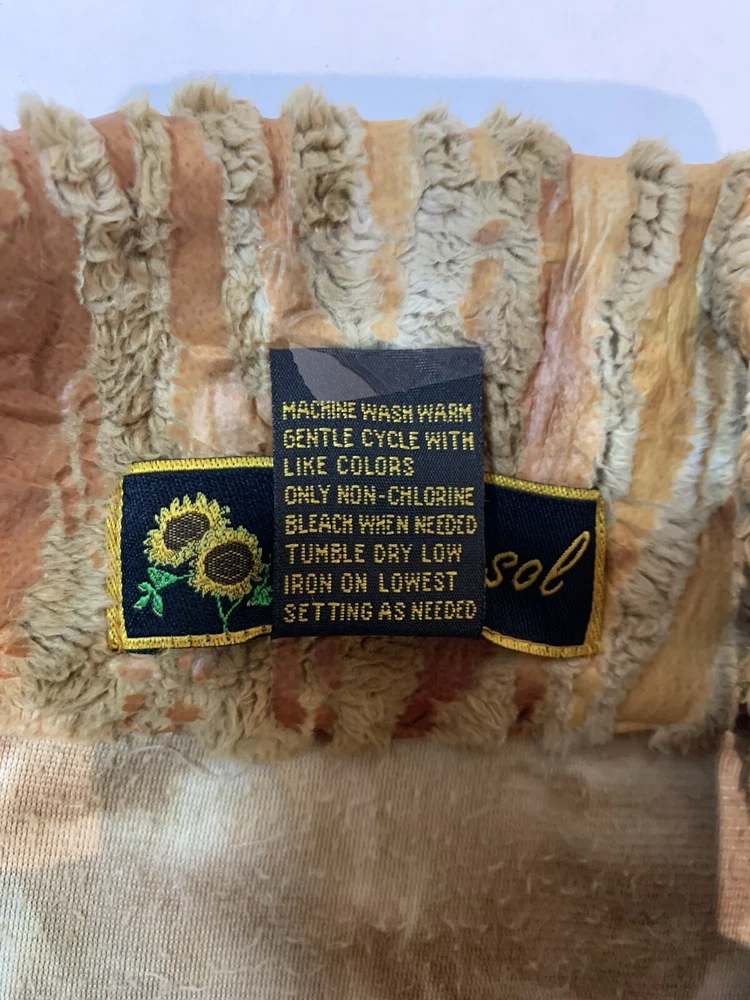 MACHINE WASH WARM
GENTLE CYCLE WITH
LIKE COLORS
ONLY NON-CHLORINE
BLEACH WHEN NEEDED
TUMBLE DRY LOW
IRON ON LOWEST
SETTING AS NEEDED
sol